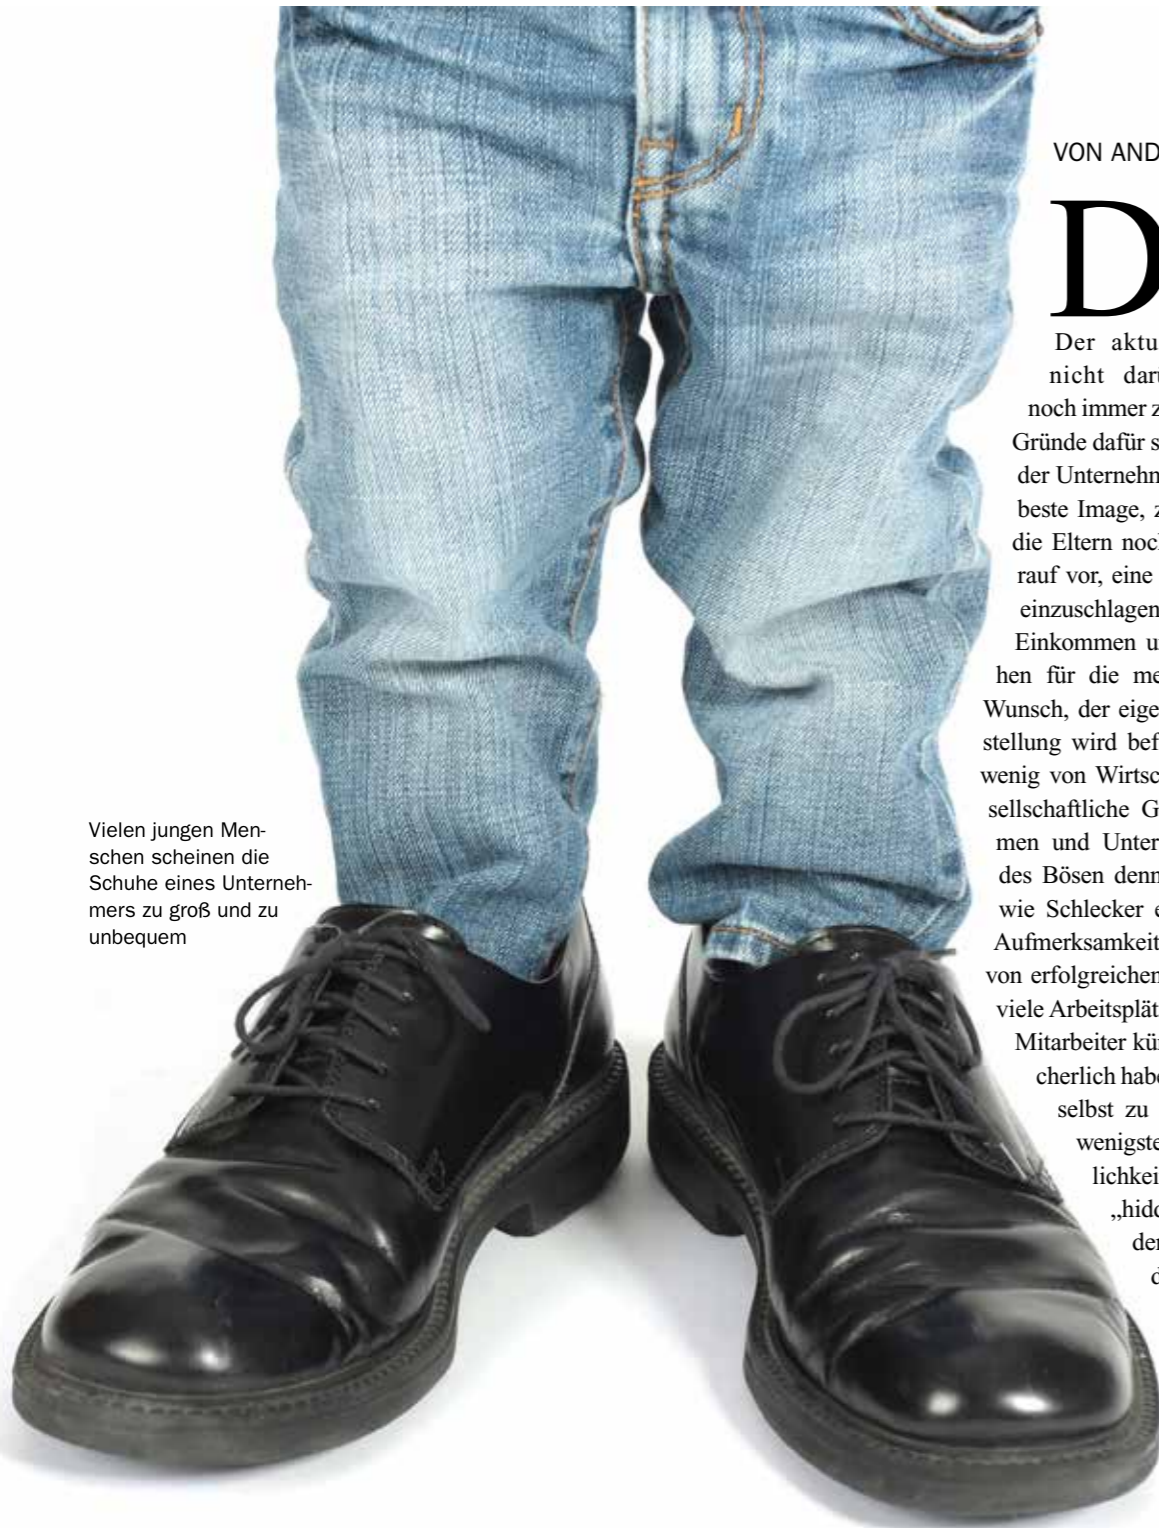 VON AND
D
Der aktu
nicht dar
noch immer z
Gründe dafür s
der Unternehm
beste Image, z
die Eltern noc
rauf vor, eine
einzuschlagen
Einkommen u
hen für die me
Wunsch, der eige
stellung wird bef
wenig von Wirtsc
sellschaftliche G
men und Unter
des Bösen denn
wie Schlecker e
Aufmerksamkeit
von erfolgreichen
viele Arbeitsplät
Mitarbeiter kü
cherlich habe
selbst zu
wenigste
lichkei
„hidd
der
d
Vielen jungen Men-
schen scheinen die
Schuhe eines Unterneh-
mers zu groß und zu
unbequem